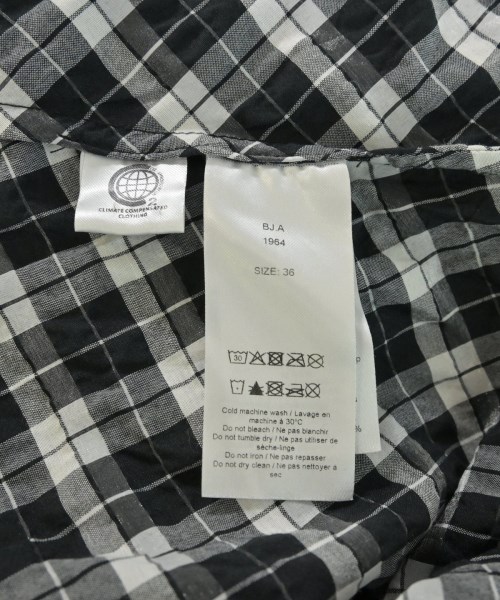 2
CLIMATE COMPENSATED
CLOTHING
BJ.A
1964
SIZE: 36
30
Cold machine wash / Lavage en
machine à 30°C
Do not bleach / Ne pas blanchir
Do not tumble dry / Ne pas utiliser de
sèche-linge
Do not iron / Ne pas repasser
Do not dry clean / Ne pas nettoyer à
sec
P
%